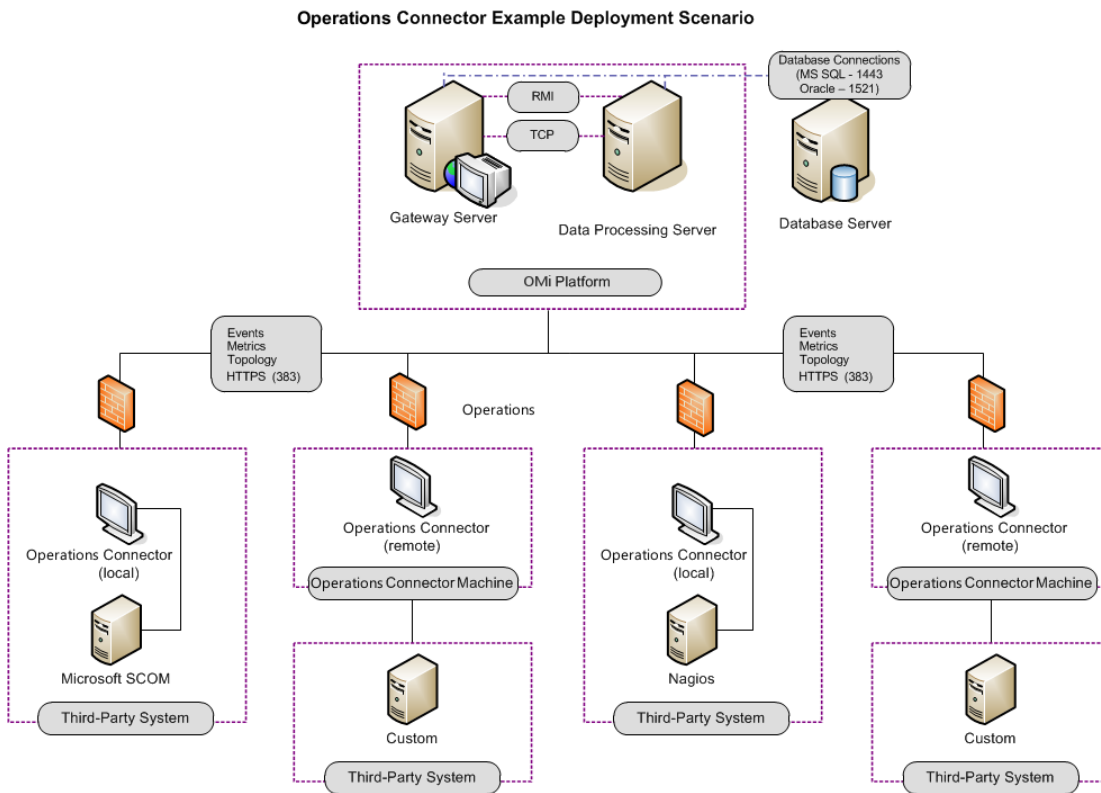 Operations Connector Example Deployment Scenario
Database Connections
(MS SQL - 1443
Oracle – 1521)
RMI
TCP
Gateway Server
Data Processing Server
Database Server
OMi Platform
Events
Metrics
Topology
HTTPS (383)
Events
Metrics
Topology
HTTPS (383)
Operations
Operations Connector
(local)
Microsoft SCOM
Third-Party System
Operations Connector
(remote)
Operations Connector Machine
Custom
Third-Party System
Operations Connector
(local)
Nagios
Third-Party System
Operations Connector
(remote)
Operations Connector Machine
Custom
Third-Party System